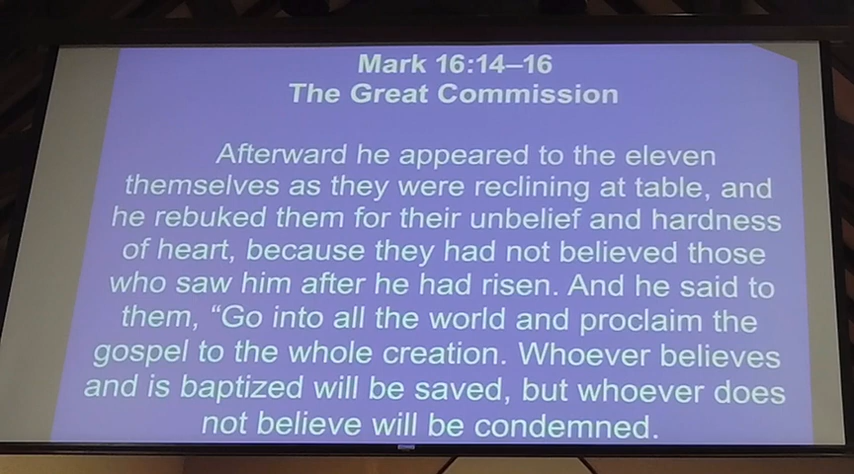 Mark 16:14–16
The Great Commission
Afterward he appeared to the eleven
themselves as they were reclining at table, and
he rebuked them for their unbelief and hardness
of heart, because they had not believed those
who saw him after he had risen. And he said to
them, “Go into all the world and proclaim the
gospel to the whole creation. Whoever believes
and is baptized will be saved, but whoever does
not believe will be condemned.